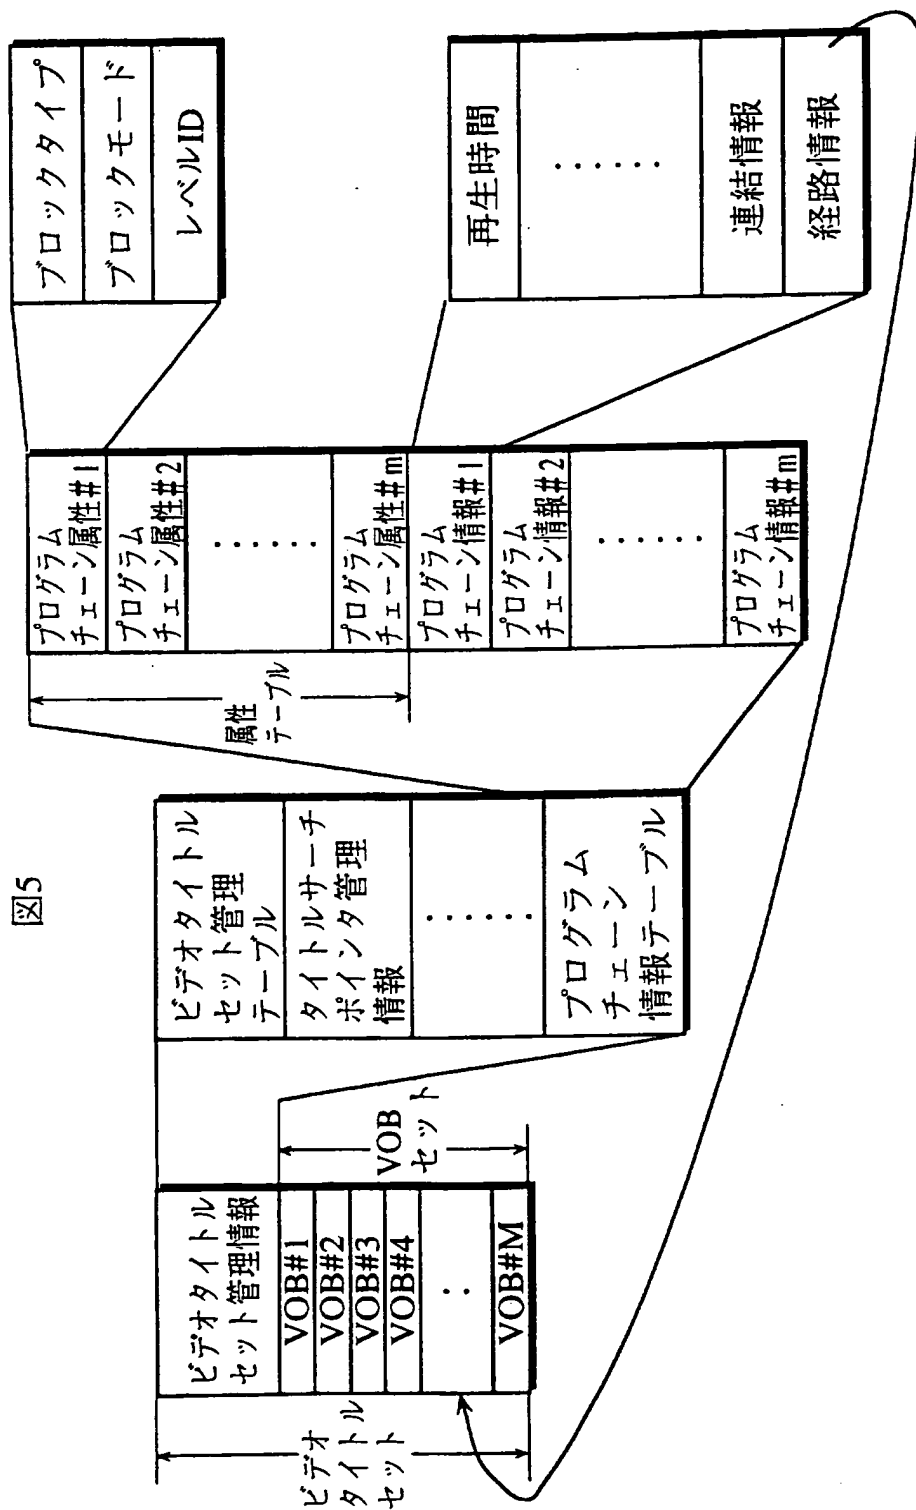 図5
ビデオ
タイトル
セット
ビデオタイトル
セット管理情報
VOB#1
VOB#2
VOB#3
VOB#4
:
VOB#M
VOB
セット
ビデオタイトル
セット管理
テーブル
タイトルサーチ
ポインタ管理
情報
......
プログラム
チェーン
情報テーブル
属性
テーブル
プログラム
チェーン属性#1
プログラム
チェーン属性#2
......
プログラム
チェーン属性#m
プログラム
チェーン情報#1
プログラム
チェーン情報#2
......
プログラム
チェーン情報#m
ブロックタイプ
ブロックモード
レベルID
再生時間
......
連結情報
経路情報